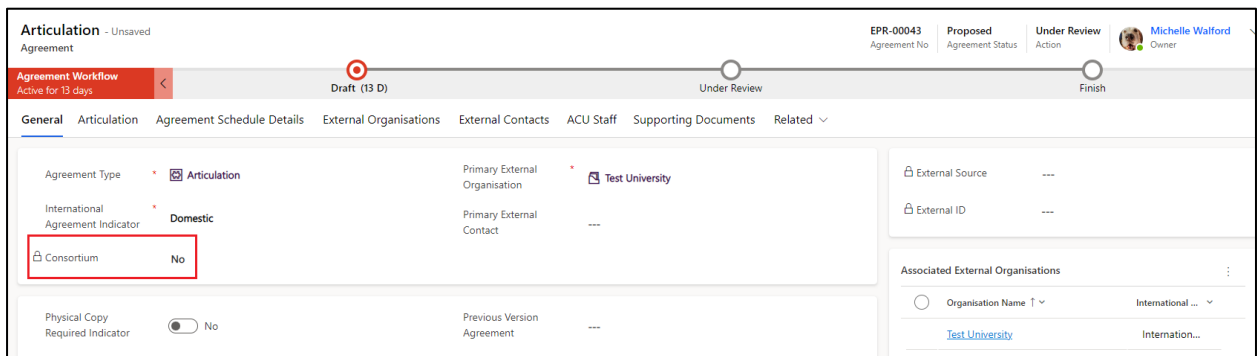 Articulation - Unsaved
Agreement
EPR-00043
Agreement No
Proposed
Agreement Status
Under Review
Action
Michelle Walford
Owner
Agreement Workflow
Active for 13 days
Draft (13 D)
Under Review
Finish
General Articulation Agreement Schedule Details External Organisations External Contacts ACU Staff Supporting Documents Related
Agreement Type * Articulation
International
Agreement Indicator * Domestic
Consortium No
Primary External
Organisation * Test University
Primary External
Contact ---
External Source ---
External ID ---
Physical Copy
Required Indicator No
Previous Version
Agreement ---
Associated External Organisations
Organisation Name ↑ International ...
Test University Internation...